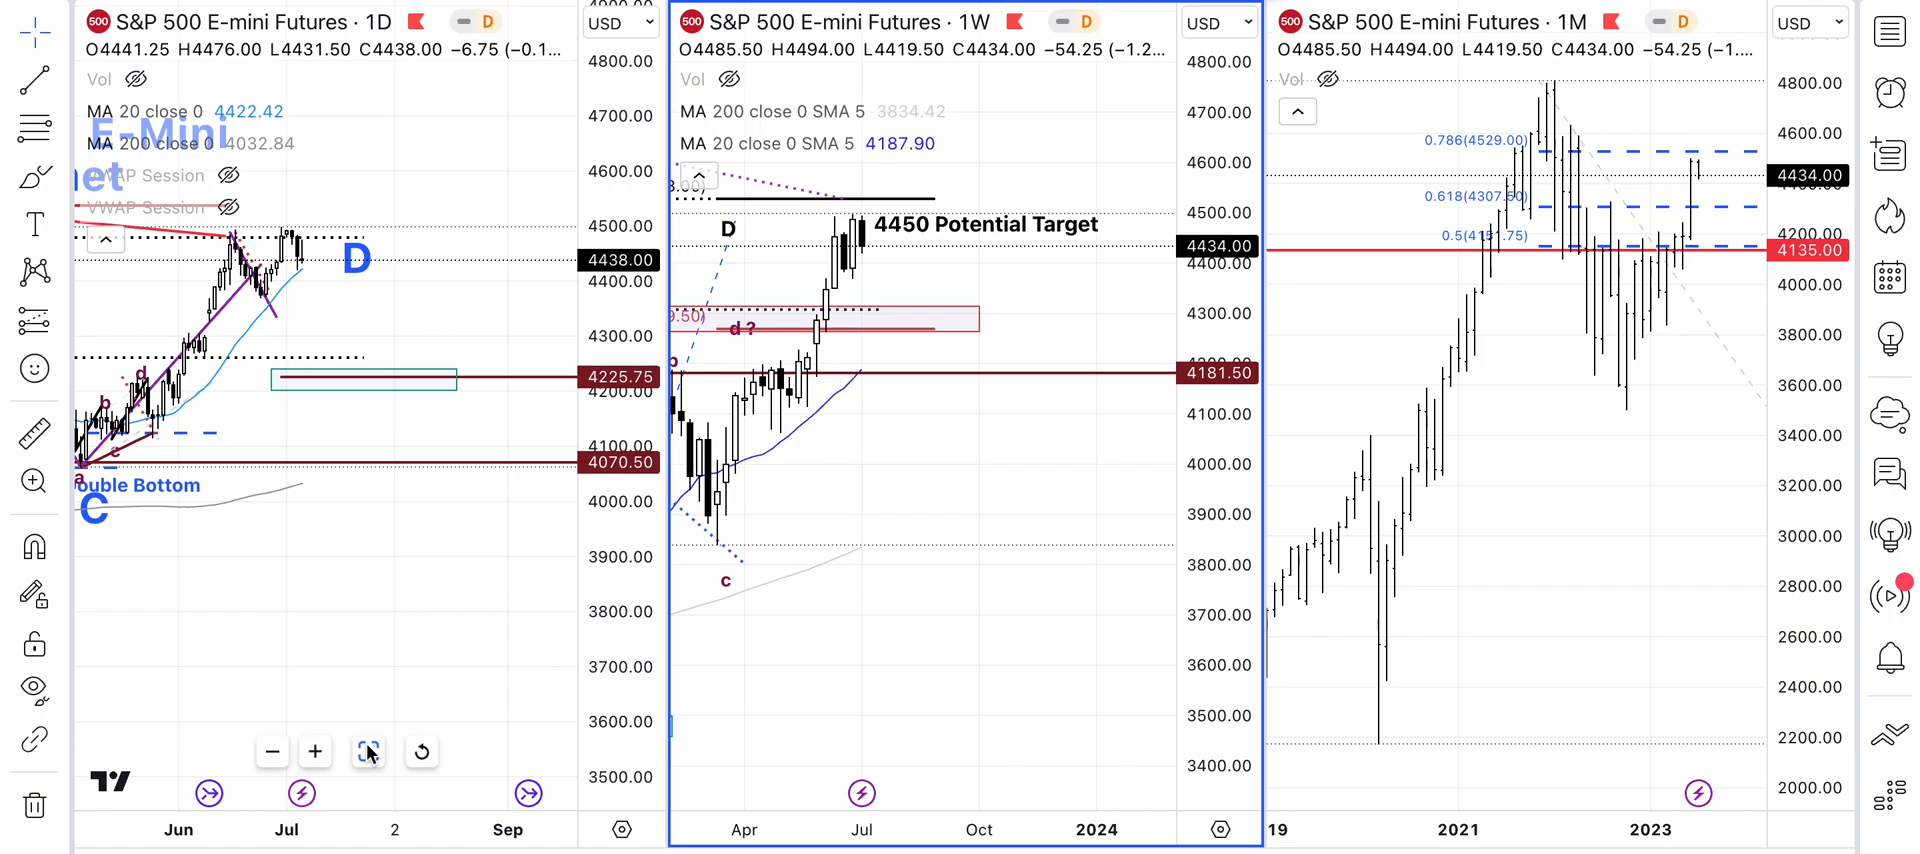 500 S&P 500 E-mini Futures · 1D D
O4441.25 H4476.00 L4431.50 C4438.00 −6.75 (−0.1...
Vol
MA 20 close 0 4422.42
MA 200 close 0 4032.84
VWAP Session
VWAP Session
E-Mini
et
D
d
b
c
a
ouble Bottom
C
USD
4800.00
4700.00
4600.00
4500.00
4438.00
4400.00
4300.00
4225.75
4200.00
4100.00
4070.50
4000.00
3900.00
3800.00
3700.00
3600.00
3500.00
Jun Jul 2 Sep
500 S&P 500 E-mini Futures · 1W D
O4485.50 H4494.00 L4419.50 C4434.00 −54.25 (−1.2...
Vol
MA 200 close 0 SMA 5 3834.42
MA 20 close 0 SMA 5 4187.90
D
4450 Potential Target
9.50)
d ?
b
c
USD
4800.00
4700.00
4600.00
4500.00
4434.00
4400.00
4300.00
4181.50
4100.00
4000.00
3900.00
3800.00
3700.00
3600.00
3500.00
3400.00
Apr Jul Oct 2024
500 S&P 500 E-mini Futures · 1M D
O4485.50 H4494.00 L4419.50 C4434.00 −54.25 (−1....
Vol
0.786(4529.00)
0.618(4307.50)
USD
4800.00
4600.00
4434.00
4200.00
4135.00
4000.00
3800.00
3600.00
3400.00
3200.00
3000.00
2800.00
2600.00
2400.00
2200.00
2000.00
19 2021 2023